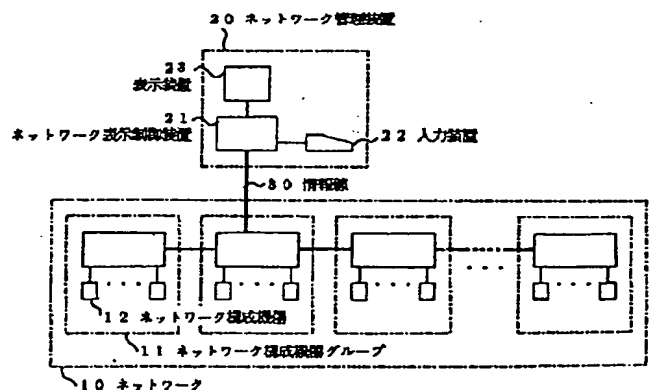 20 ネットワーク管理装置
23
表示装置
21
ネットワーク表示制御装置
22 入力装置
30 情報線
12 ネットワーク構成機器
11 ネットワーク構成機器グループ
10 ネットワーク